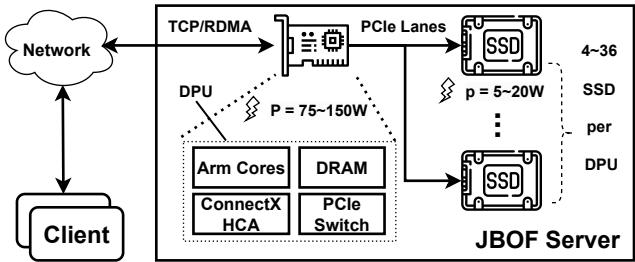 Network
TCP/RDMA
PCIe Lanes
SSD
4~36
SSD
per
DPU
DPU
P = 75~150W
p = 5~20W
Arm Cores
DRAM
ConnectX
HCA
PCIe
Switch
SSD
Client
JBOF Server